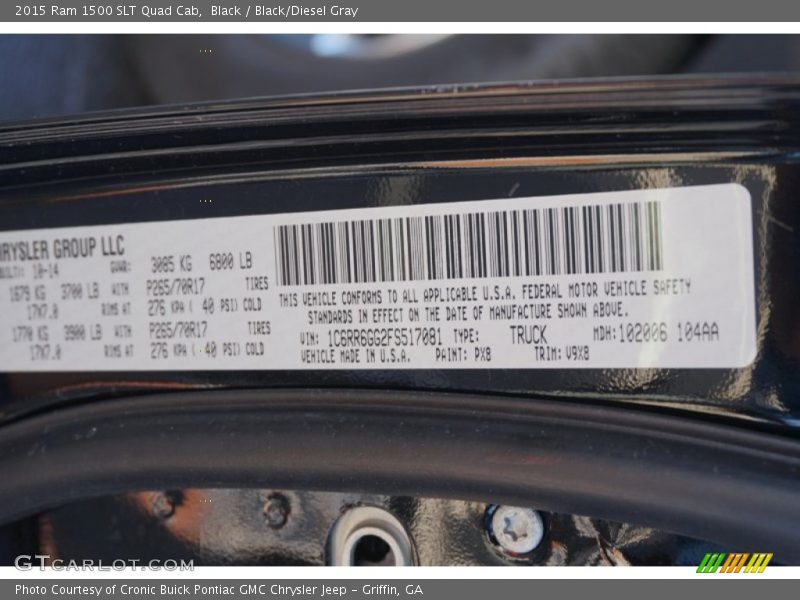 2015 Ram 1500 SLT Quad Cab,  Black / Black/Diesel Gray
RYSLER GROUP LLC
10-14 GVWR: 3085 KG 6800 LB
1675 KG 3700 LB WITH P265/70R17 TIRES
17X7.0 RIMS AT 276 KPA ( 40 PSI) COLD
1770 KG 3900 LB WITH P265/70R17 TIRES
17X7.0 RIMS AT 276 KPA ( 40 PSI) COLD
THIS VEHICLE CONFORMS TO ALL APPLICABLE U.S.A. FEDERAL MOTOR VEHICLE SAFETY
STANDARDS IN EFFECT ON THE DATE OF MANUFACTURE SHOWN ABOVE.
VIN: 1C6RR6GG2FS517081 TYPE: TRUCK MDH:102006 104AA
VEHICLE MADE IN U.S.A. PAINT: PX8 TRIM: V9X8
GTcarlot.com
Photo Courtesy of Cronic Buick Pontiac GMC Chrysler Jeep - Griffin, GA